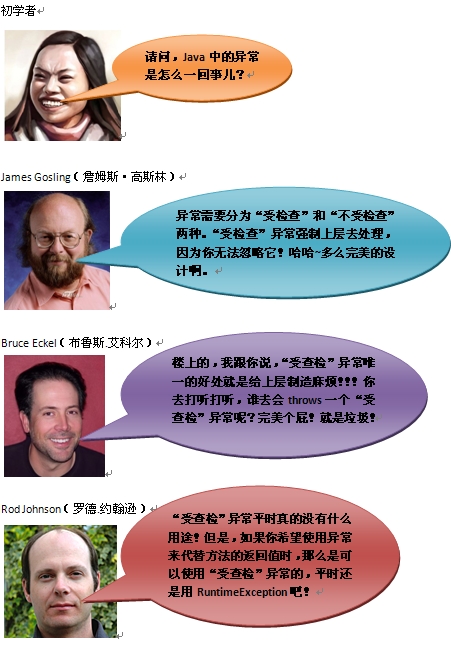 初学者
请问，Java 中的异常
是怎么一回事儿？
James Gosling（詹姆斯·高斯林）
异常需要分为“受检查”和“不受检查”
两种。“受检查”异常强制上层去处理，
因为你无法忽略它！哈哈~多么完美的设
计啊。
Bruce Eckel（布鲁斯.艾科尔）
楼上的，我跟你说，“受查检”异常唯
一的好处就是给上层制造麻烦！！！你
去打听打听，谁去会 throws 一个“受
查检”异常呢？完美个屁！就是垃圾！
Rod Johnson（罗德.约翰逊）
“受查检”异常平时真的没有什么
用途！但是，如果你希望使用异常
来代替方法的返回值时，那么是可
以使用“受查检”异常的，平时还
是用 RuntimeException 吧！